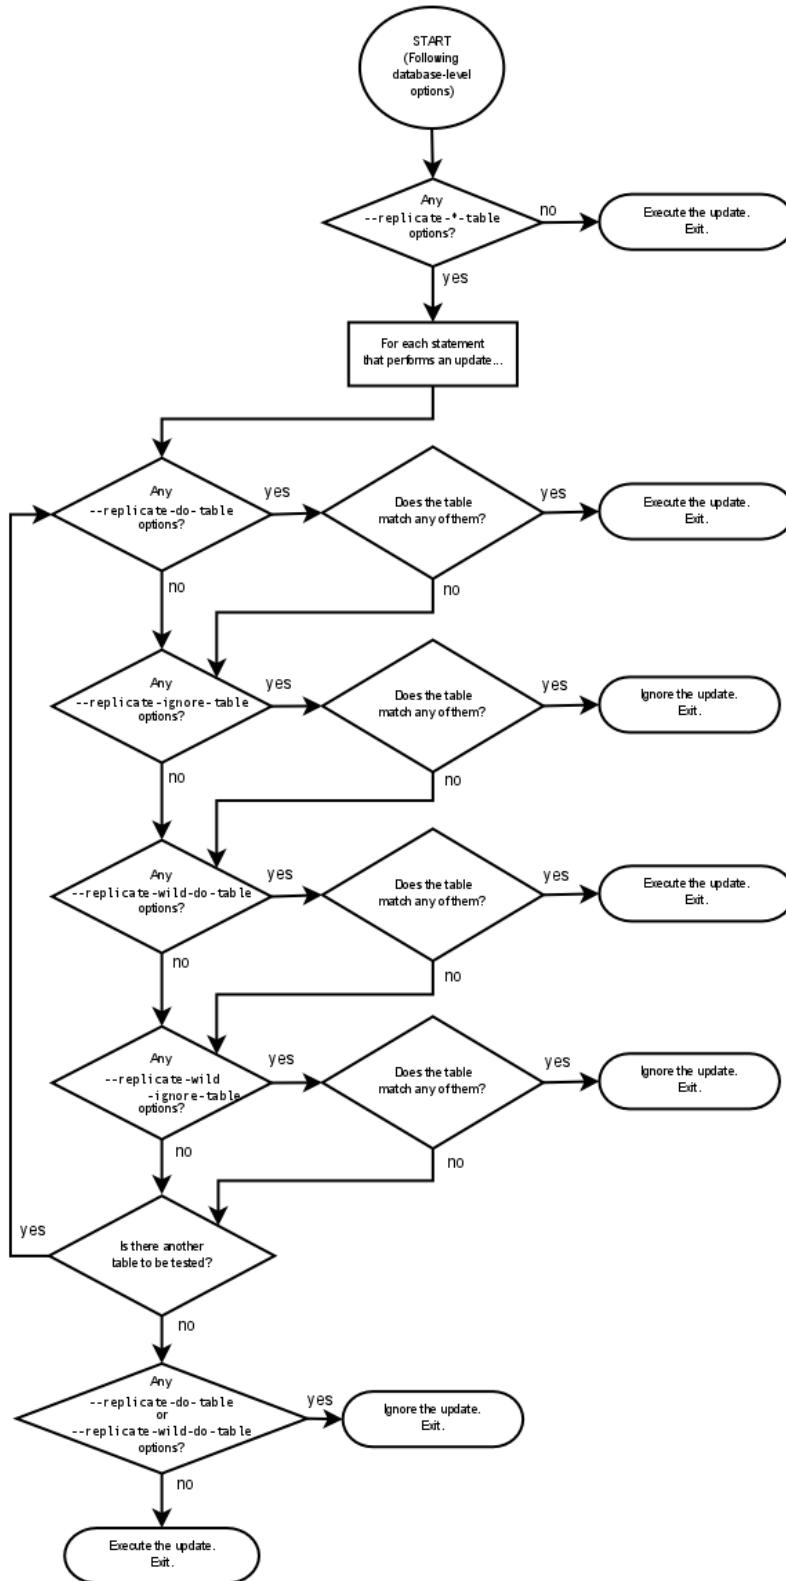 START
(Following
database-level
options)
Any
--replicate-*-table
options?
no
Execute the update.
Exit.
yes
For each statement
that performs an update...
Any
--replicate-do-table
options?
yes
Does the table
match any of them?
yes
Execute the update.
Exit.
no
no
Any
--replicate-ignore-table
options?
yes
Does the table
match any of them?
yes
Ignore the update.
Exit.
no
no
Any
--replicate-wild-do-table
options?
yes
Does the table
match any of them?
yes
Execute the update.
Exit.
no
no
Any
--replicate-wild
-ignore-table
options?
yes
Does the table
match any of them?
yes
Ignore the update.
Exit.
no
no
yes
Is there another
table to be tested?
no
Any
--replicate-do-table
or
--replicate-wild-do-table
options?
yes
Ignore the update.
Exit.
no
Execute the update.
Exit.